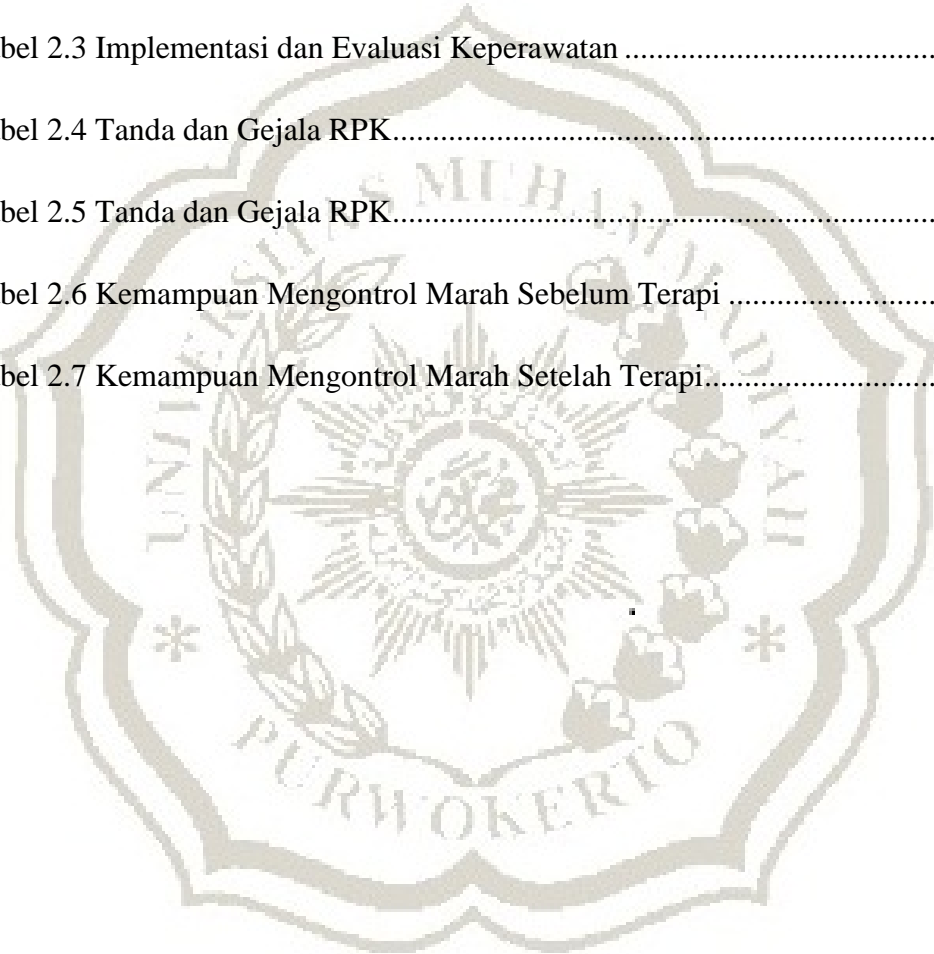 bel 2.3 Implementasi dan Evaluasi Keperawatan .......................................
bel 2.4 Tanda dan Gejala RPK....................................................................
bel 2.5 Tanda dan Gejala RPK....................................................................
bel 2.6 Kemampuan Mengontrol Marah Sebelum Terapi ..........................
bel 2.7 Kemampuan Mengontrol Marah Setelah Terapi.............................
UNIVERSITAS MUHAMMADIYAH
* PURWOKERTO *